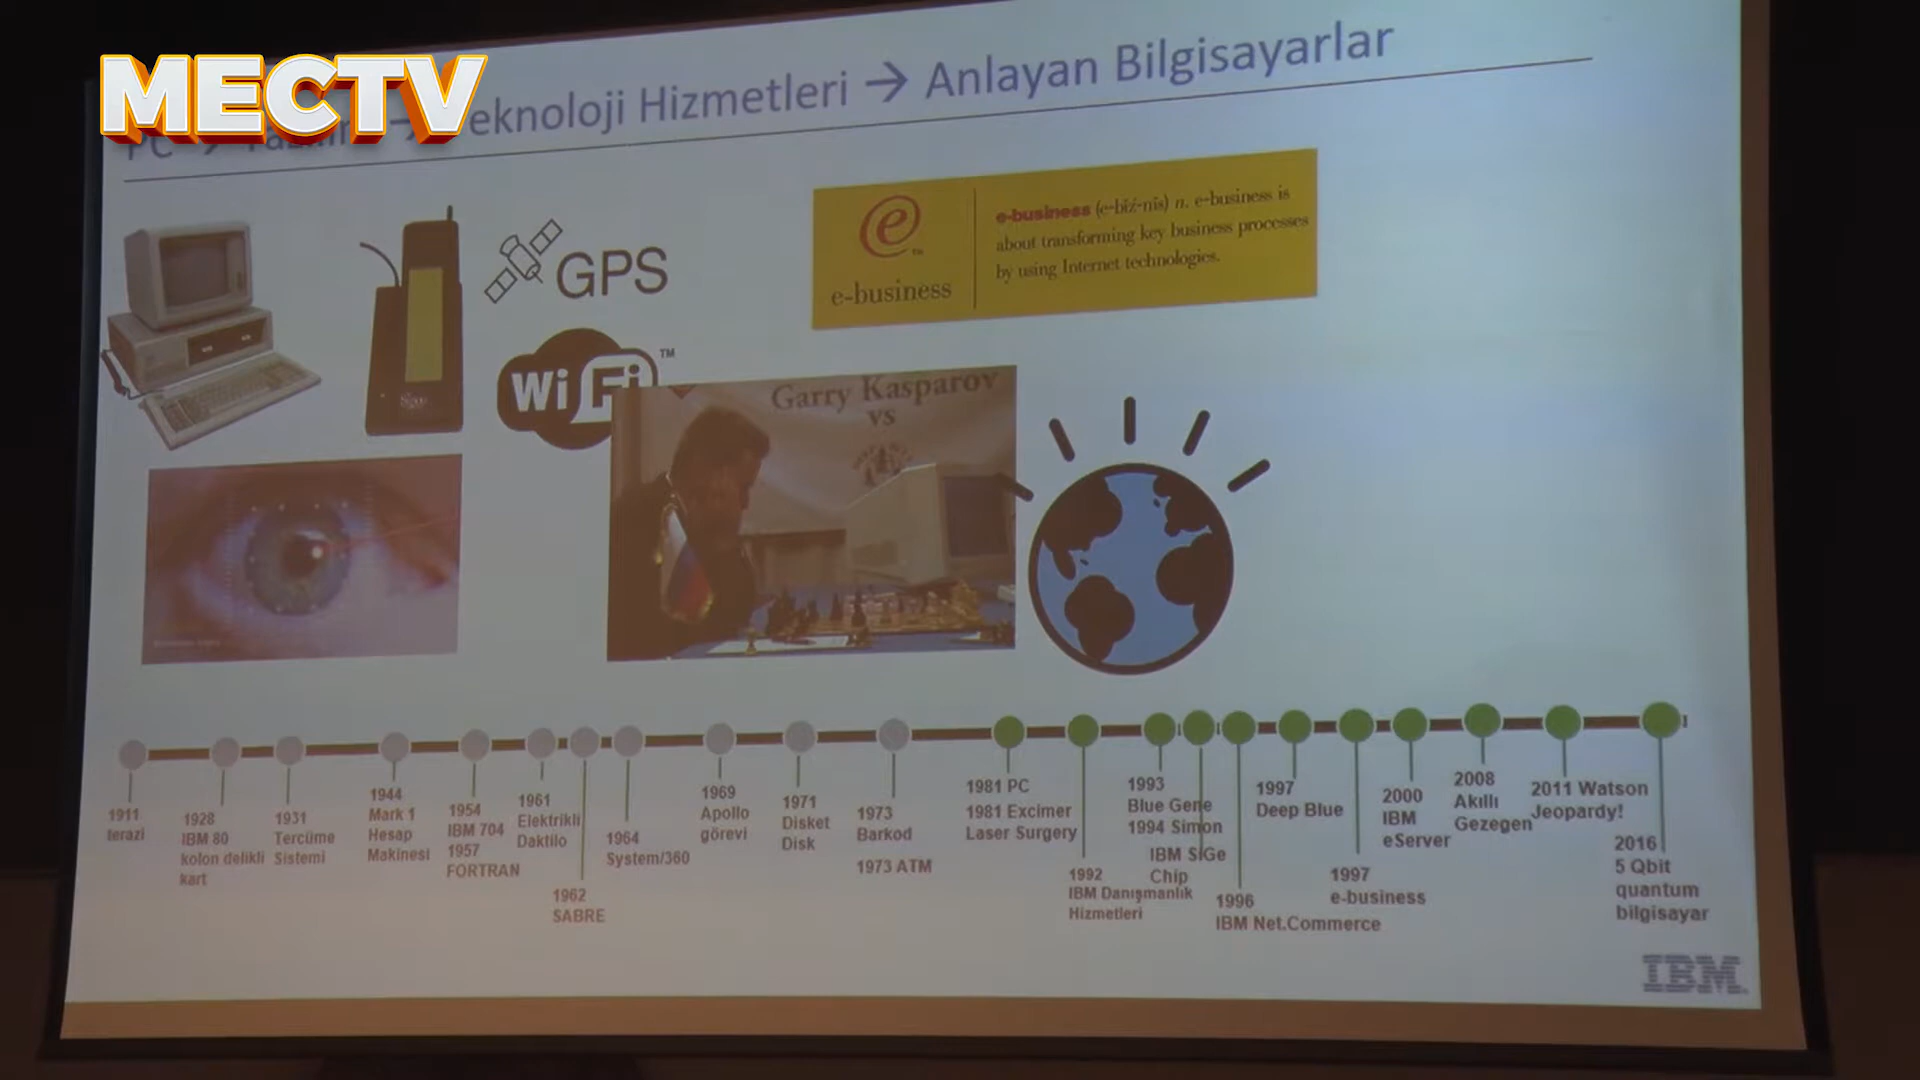 MECTV
PC → Yazılım → Teknoloji Hizmetleri → Anlayan Bilgisayarlar
e
e-business
e-business (e-biz-nis) n. e-business is
about transforming key business processes
by using Internet technologies.
GPS
Wi Fi ™
Garry Kasparov
vs
1911
Terazi
1928
IBM 80
kolon delikli
kart
1931
Tercüme
Sistemi
1944
Mark 1
Hesap
Makinesi
1954
IBM 704
1957
FORTRAN
1961
Elektrikli
Daktilo
1962
SABRE
1964
System/360
1969
Apollo
görevi
1971
Disket
Disk
1973
Barkod
1973 ATM
1981 PC
1981 Excimer
Laser Surgery
1992
IBM Danışmanlık
Hizmetleri
1993
Blue Gene
1994 Simon
IBM SiGe
Chip
1996
IBM Net.Commerce
1997
Deep Blue
1997
e-business
2000
IBM
eServer
2008
Akıllı
Gezegen
2011 Watson
Jeopardy!
2016
5 Qbit
quantum
bilgisayar
IBM